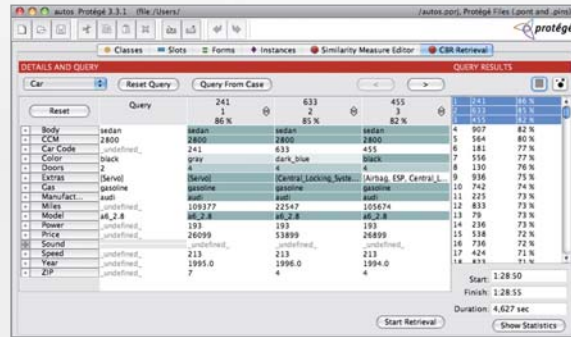 autos Protégé 3.3.1 (file:/Users/ /autos.pprj, Protégé Files (.pont and .pins)
protégé
Classes Slots Forms Instances Similarity Measure Editor CBR Retrieval
DETAILS AND QUERY QUERY RESULTS
Car Reset Query Query From Case < >
Reset Query 241 633 455
1 2 3
86 % 85 % 82 %
Body sedan sedan sedan sedan
CCM 2800 2800 2800 2800
Car Code _undefined_ 241 633 455
Color black gray dark_blue black
Doors 2 4 4 4
Extras [Servo] [Servo] [Central_Locking_Syste... [Airbag, ESP, Central_L...
Gas gasoline gasoline gasoline gasoline
Manufact... audi audi audi audi
Miles _undefined_ 109377 22547 105674
Model a6_2.8 a6_2.8 a6_2.8 a6_2.8
Power _undefined_ 193 193 193
Price _undefined_ 26099 53899 26899
Sound _undefined_ _undefined_ _undefined_ _undefined_
Speed _undefined_ 213 213 213
Year _undefined_ 1995.0 1996.0 1994.0
ZIP _undefined_ 7 4 4
1 241 86 %
2 633 85 %
3 455 82 %
4 907 82 %
5 564 80 %
6 181 77 %
7 556 77 %
8 130 76 %
9 936 75 %
10 742 74 %
11 225 73 %
12 833 73 %
13 79 73 %
14 236 73 %
15 538 72 %
16 736 72 %
17 424 71 %
18 823 71 %
Start: 1:28:50
Finish: 1:28:55
Duration: 4,627 sec
Start Retrieval Show Statistics